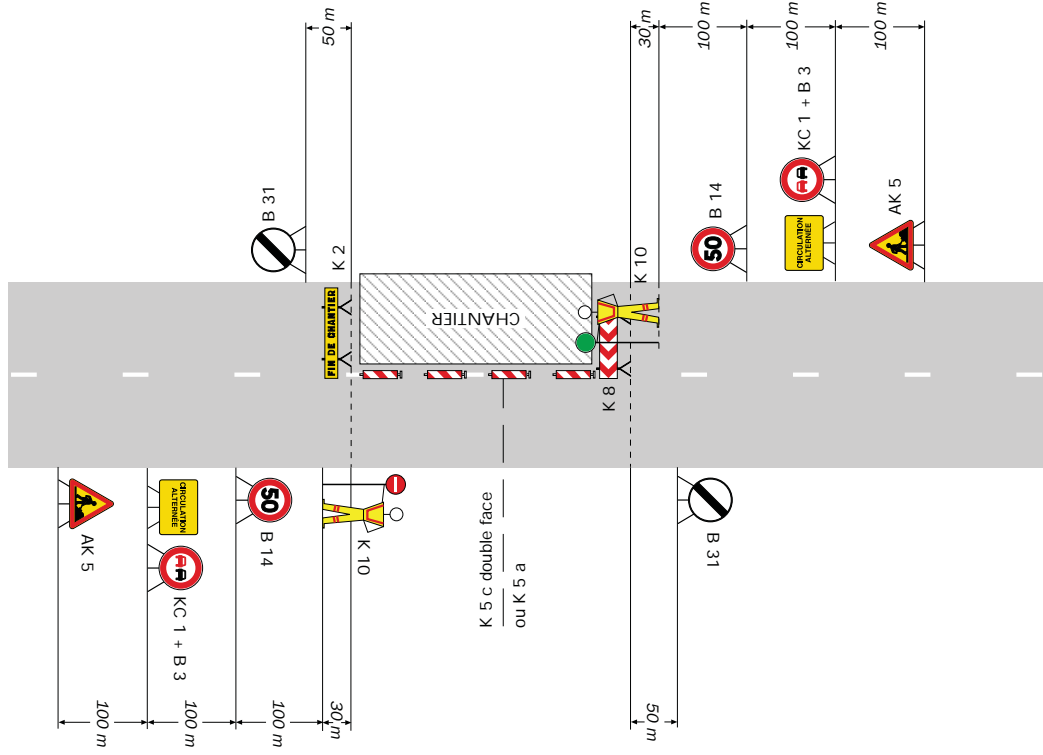 50 m
30 m
100 m
100 m
100 m
B 31
K 2
FIN DE CHANTIER
CHANTIER
K 8
K 10
B 14
50
KC 1 + B 3
CIRCULATION
ALTERNÉE
AK 5
AK 5
CIRCULATION
ALTERNÉE
KC 1 + B 3
50
B 14
K 10
K 5 c double face
ou K 5 a
B 31
100 m
100 m
100 m
30 m
50 m